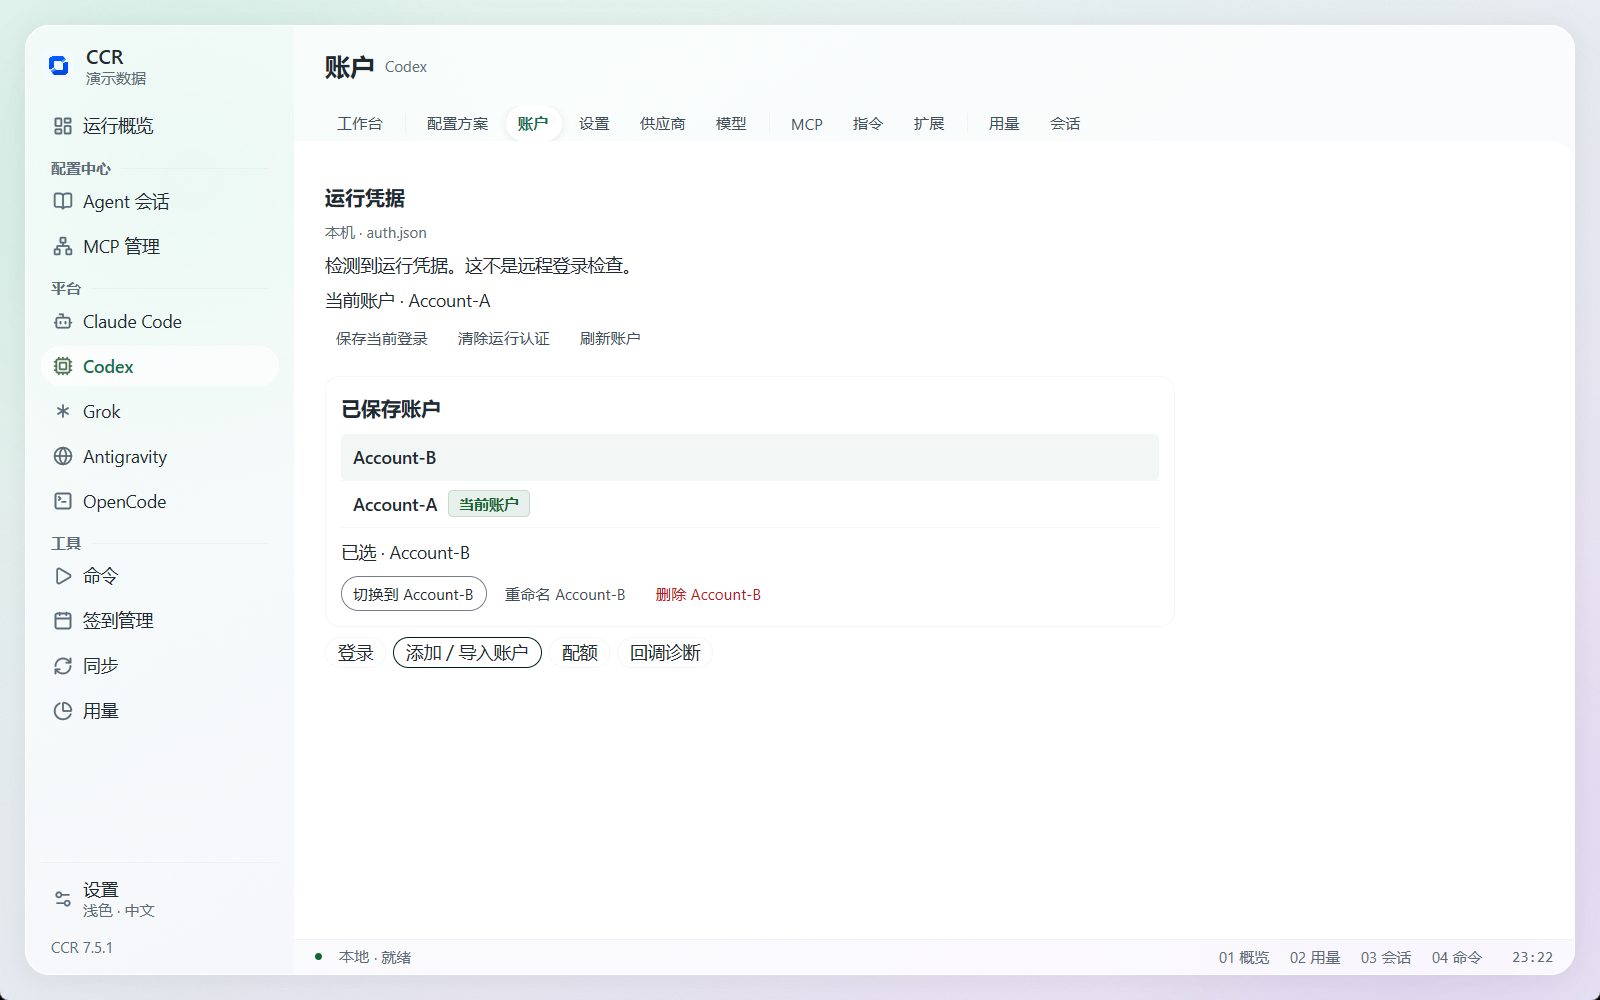 CCR
演示数据
运行概览
配置中心
Agent 会话
MCP 管理
平台
Claude Code
Codex
Grok
Antigravity
OpenCode
工具
命令
签到管理
同步
用量
设置
浅色 · 中文
CCR 7.5.1
账户 Codex
工作台 配置方案 账户 设置 供应商 模型 MCP 指令 扩展 用量 会话
运行凭据
本机 · auth.json
检测到运行凭据。这不是远程登录检查。
当前账户 · Account-A
保存当前登录 清除运行认证 刷新账户
已保存账户
Account-B
Account-A 当前账户
已选 · Account-B
切换到 Account-B 重命名 Account-B 删除 Account-B
登录 添加 / 导入账户 配额 回调诊断
本地 · 就绪 01 概览 02 用量 03 会话 04 命令 23:22